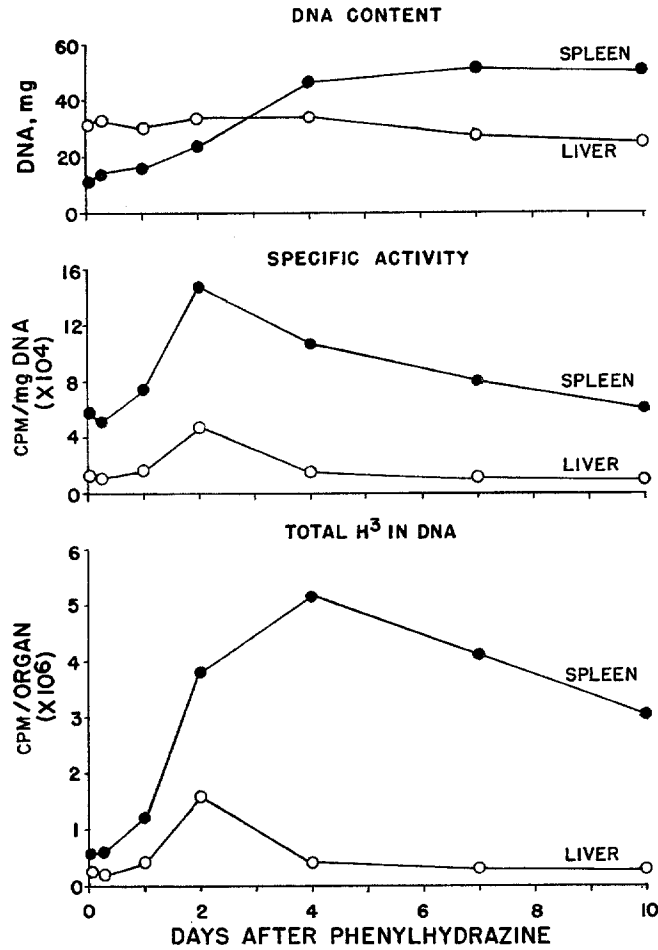 DNA CONTENT
60
40
20
0
DNA, mg
SPLEEN
LIVER
SPECIFIC ACTIVITY
16
12
8
4
0
CPM/mg DNA
(X10⁴)
SPLEEN
LIVER
TOTAL H³ IN DNA
6
5
4
3
2
1
0
CPM/ORGAN
(X10⁶)
SPLEEN
LIVER
0 2 4 6 8 10
DAYS AFTER PHENYLHYDRAZINE